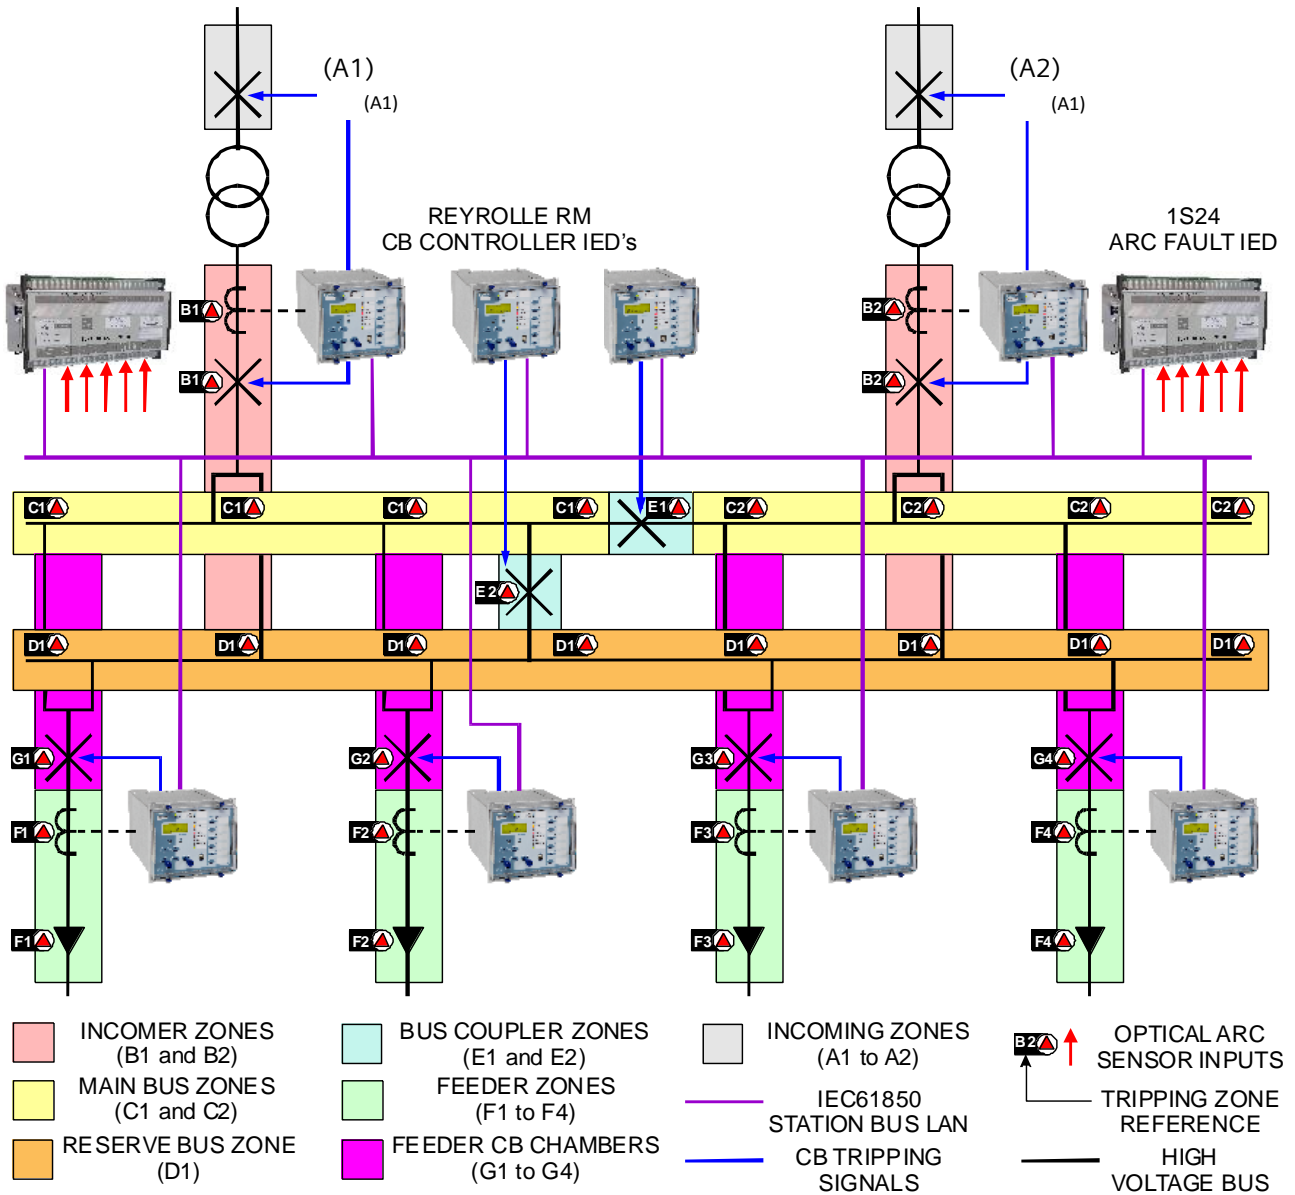 (A1)
(A1)
(A2)
(A1)
REYROLLE RM
CB CONTROLLER IED's
1S24
ARC FAULT IED
B1
B2
B1
B2
C1
C1
C1
C1
E1
C2
C2
C2
C2
E2
D1
D1
D1
D1
D1
D1
D1
D1
G1
G2
G3
G4
F1
F2
F3
F4
F1
F2
F3
F4
INCOMER ZONES
(B1 and B2)
BUS COUPLER ZONES
(E1 and E2)
INCOMING ZONES
(A1 to A2)
B2
OPTICAL ARC
SENSOR INPUTS
MAIN BUS ZONES
(C1 and C2)
FEEDER ZONES
(F1 to F4)
IEC61850
STATION BUS LAN
TRIPPING ZONE
REFERENCE
RESERVE BUS ZONE
(D1)
FEEDER CB CHAMBERS
(G1 to G4)
CB TRIPPING
SIGNALS
HIGH
VOLTAGE BUS